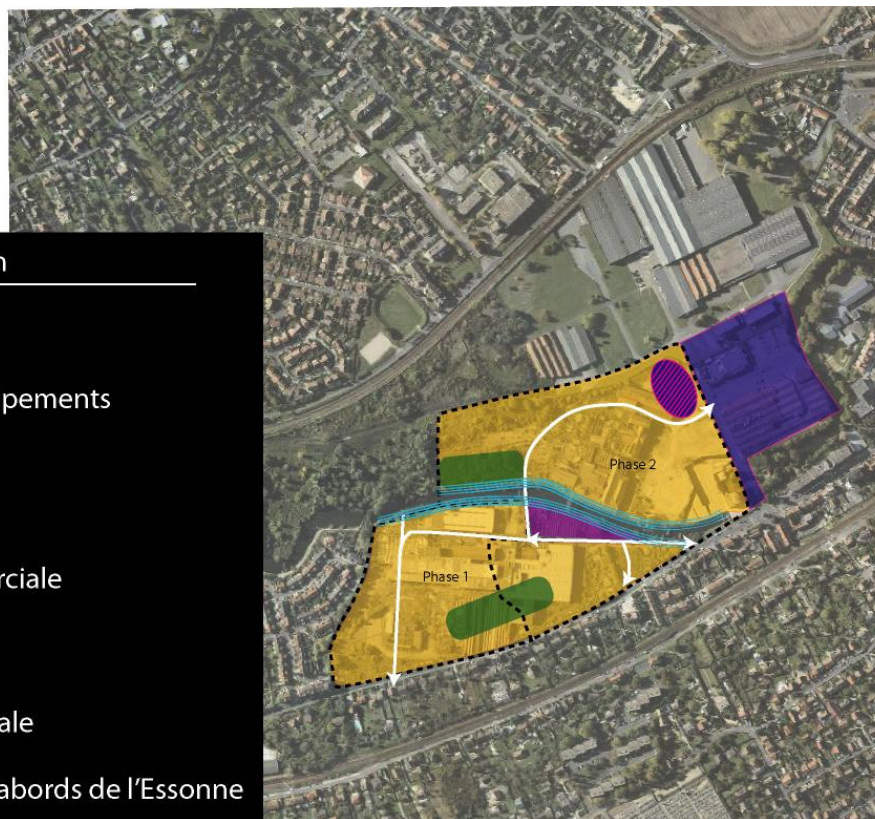 pements
rciale
ale
abords de l'Essonne
Phase 2
Phase 1